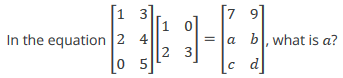 In the equation [1 3; 2 4; 0 5] [1 0; 2 3] = [7 9; a b; c d], what is a?